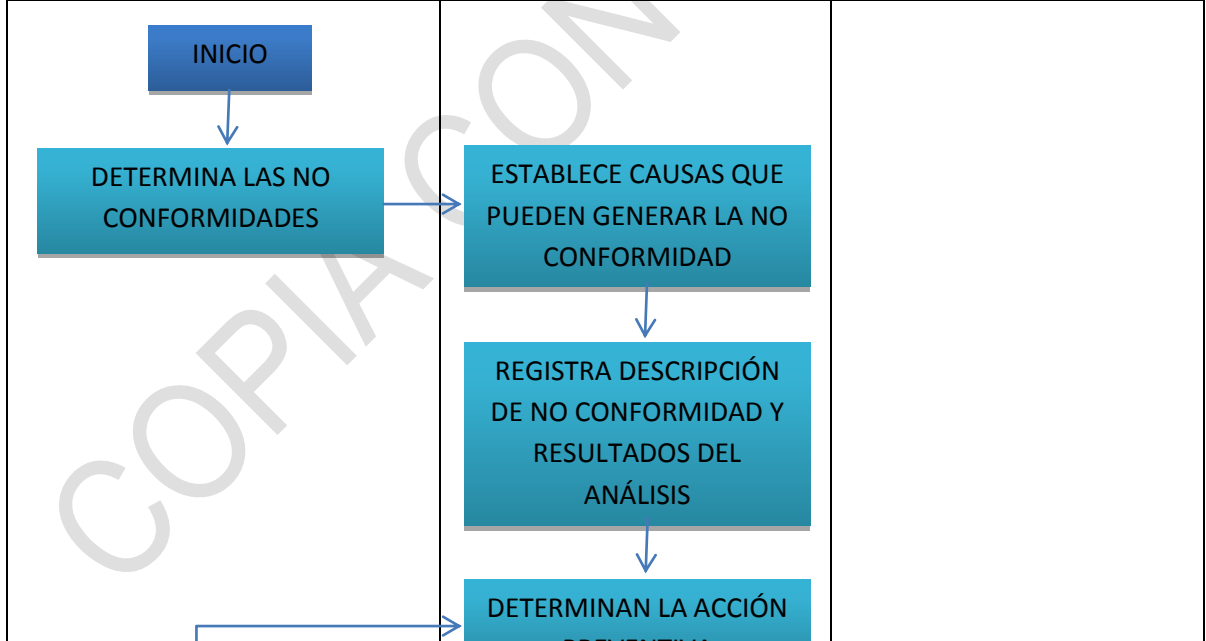 INICIO
DETERMINA LAS NO
CONFORMIDADES
ESTABLECE CAUSAS QUE
PUEDEN GENERAR LA NO
CONFORMIDAD
REGISTRA DESCRIPCIÓN
DE NO CONFORMIDAD Y
RESULTADOS DEL
ANÁLISIS
DETERMINAN LA ACCIÓN
COPIA CON